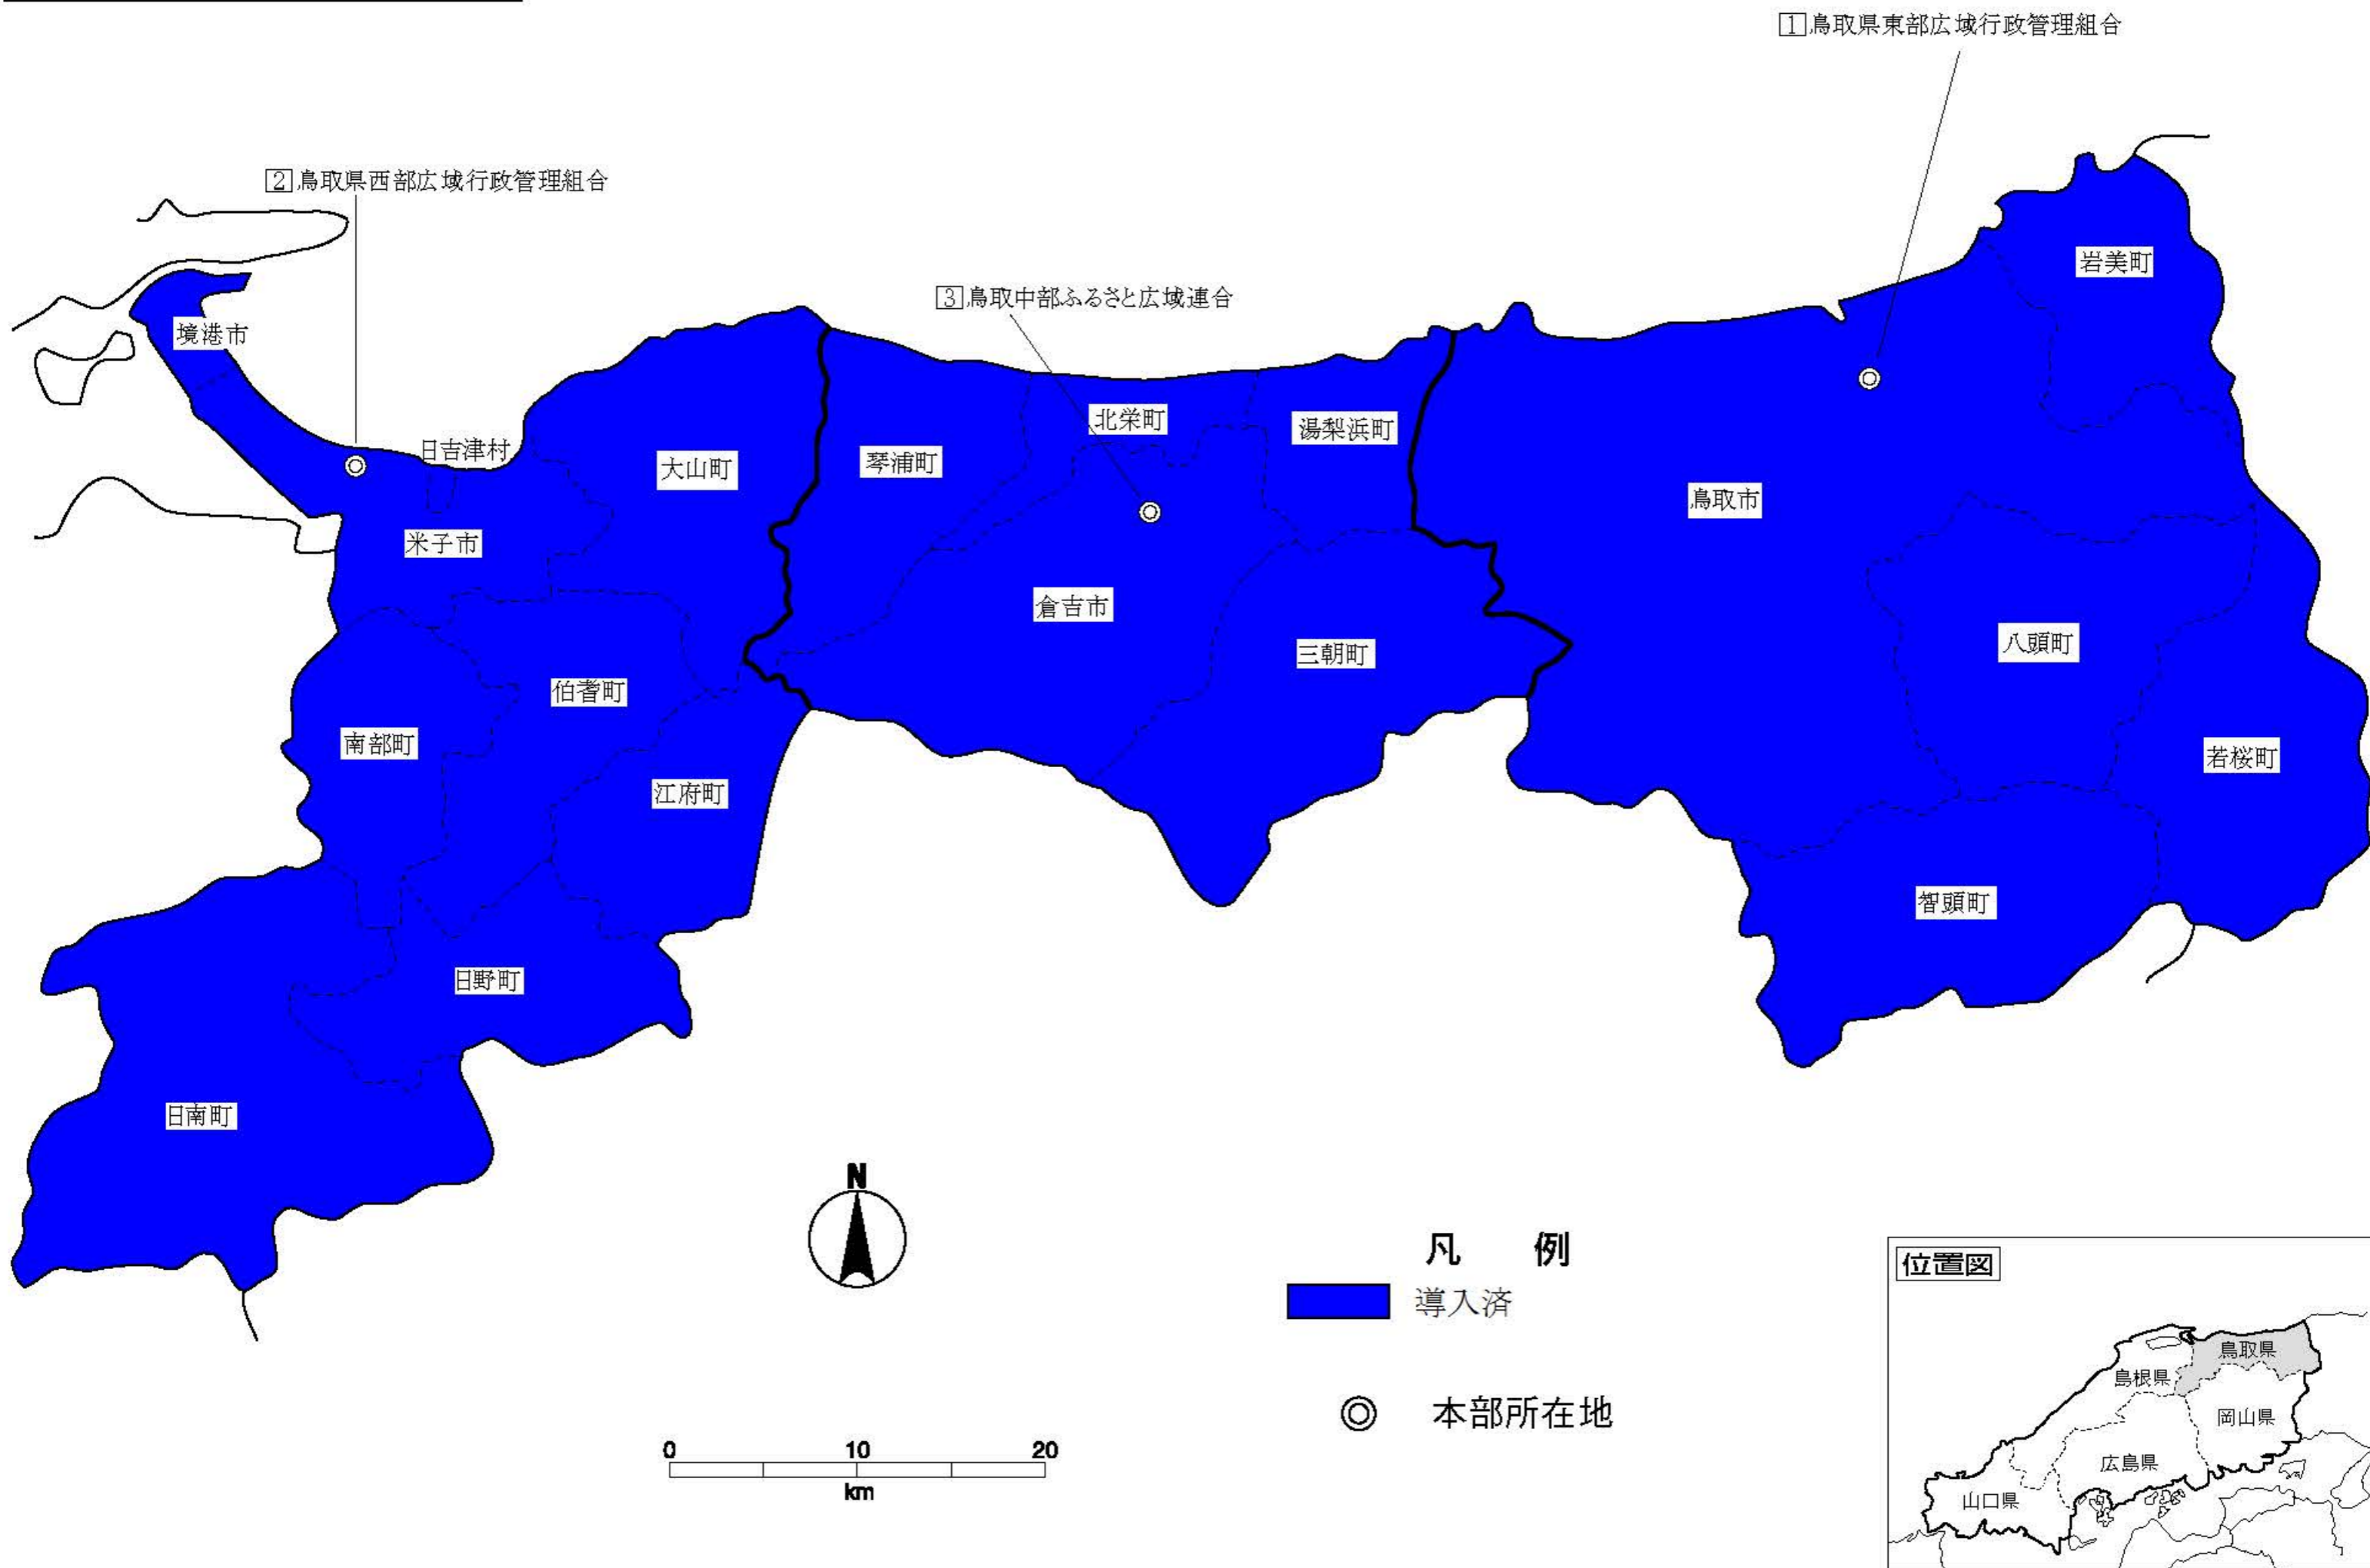 1鳥取県東部広域行政管理組合
2鳥取県西部広域行政管理組合
3鳥取中部ふるさと広域連合
岩美町
境港市
北栄町
湯梨浜町
日吉津村
大山町
琴浦町
鳥取市
米子市
倉吉市
八頭町
三朝町
伯耆町
南部町
若桜町
江府町
智頭町
日野町
日南町
N
凡 例
導入済
本部所在地
0 10 20
km
位置図
鳥取県
島根県
岡山県
広島県
山口県